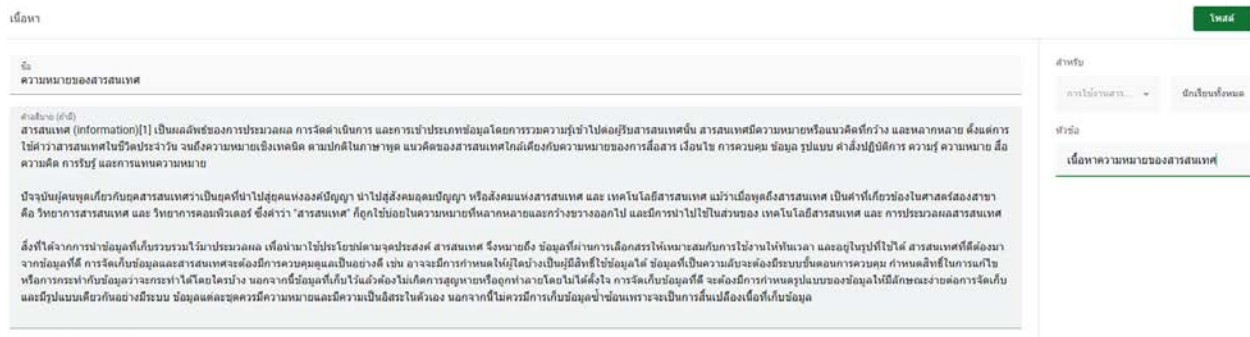 เนื้อหา
โพสต์
ชื่อ
ความหมายของสารสนเทศ
คำอธิบาย (ถ้ามี)
สารสนเทศ (information)[1] เป็นผลลัพธ์ของการประมวลผล การจัดดำเนินการ และการเข้าประเภทข้อมูลโดยการรวมความรู้เข้าไปต่อผู้รับสารสนเทศนั้น สารสนเทศมีความหมายหรือแนวคิดที่กว้าง และหลากหลาย ตั้งแต่การ
ใช้คำว่าสารสนเทศในชีวิตประจำวัน จนถึงความหมายเชิงเทคนิค ตามปกติในภาษาพูด แนวคิดของสารสนเทศใกล้เคียงกับความหมายของการสื่อสาร เงื่อนไข การควบคุม ข้อมูล รูปแบบ คำสั่งปฏิบัติการ ความรู้ ความหมาย สื่อ
ความคิด การรับรู้ และการแทนความหมาย
ปัจจุบันผู้คนพูดเกี่ยวกับยุคสารสนเทศว่าเป็นยุคที่นำไปสู่ยุคแห่งองค์ปัญญา นำไปสู่สังคมอุดมปัญญา หรือสังคมแห่งสารสนเทศ และ เทคโนโลยีสารสนเทศ แม้ว่าเมื่อพูดถึงสารสนเทศ เป็นคำที่เกี่ยวข้องในศาสตร์สองสาขา
คือ วิทยาการสารสนเทศ และ วิทยาการคอมพิวเตอร์ ซึ่งคำว่า "สารสนเทศ" ก็ถูกใช้บ่อยในความหมายที่หลากหลายและกว้างขวางออกไป และมีการนำไปใช้ในส่วนของ เทคโนโลยีสารสนเทศ และ การประมวลผลสารสนเทศ
สิ่งที่ได้จากการนำข้อมูลที่เก็บรวบรวมไว้มาประมวลผล เพื่อนำมาใช้ประโยชน์ตามจุดประสงค์ สารสนเทศ จึงหมายถึง ข้อมูลที่ผ่านการเลือกสรรให้เหมาะสมกับการใช้งานให้ทันเวลา และอยู่ในรูปที่ใช้ได้ สารสนเทศที่ดีต้องมา
จากข้อมูลที่ดี การจัดเก็บข้อมูลและสารสนเทศจะต้องมีการควบคุมดูแลเป็นอย่างดี เช่น อาจจะมีการกำหนดให้ผู้ใดบ้างเป็นผู้มีสิทธิ์ใช้ข้อมูลได้ ข้อมูลที่เป็นความลับจะต้องมีระบบขั้นตอนการควบคุม กำหนดสิทธิ์ในการแก้ไข
หรือการกระทำกับข้อมูลว่าจะกระทำได้โดยใครบ้าง นอกจากนี้ข้อมูลที่เก็บไว้แล้วต้องไม่เกิดการสูญหายหรือถูกทำลายโดยไม่ได้ตั้งใจ การจัดเก็บข้อมูลที่ดี จะต้องมีการกำหนดรูปแบบของข้อมูลให้มีลักษณะง่ายต่อการจัดเก็บ
และมีรูปแบบเดียวกันอย่างมีระบบ ข้อมูลแต่ละชุดควรมีความหมายและมีความเป็นอิสระในตัวเอง นอกจากนี้ไม่ควรมีการเก็บข้อมูลซ้ำซ้อนเพราะจะเป็นการสิ้นเปลืองเนื้อที่เก็บข้อมูล
สำหรับ
การใช้งานสาร... นักเรียนทั้งหมด
หัวข้อ
เนื้อหาความหมายของสารสนเทศ